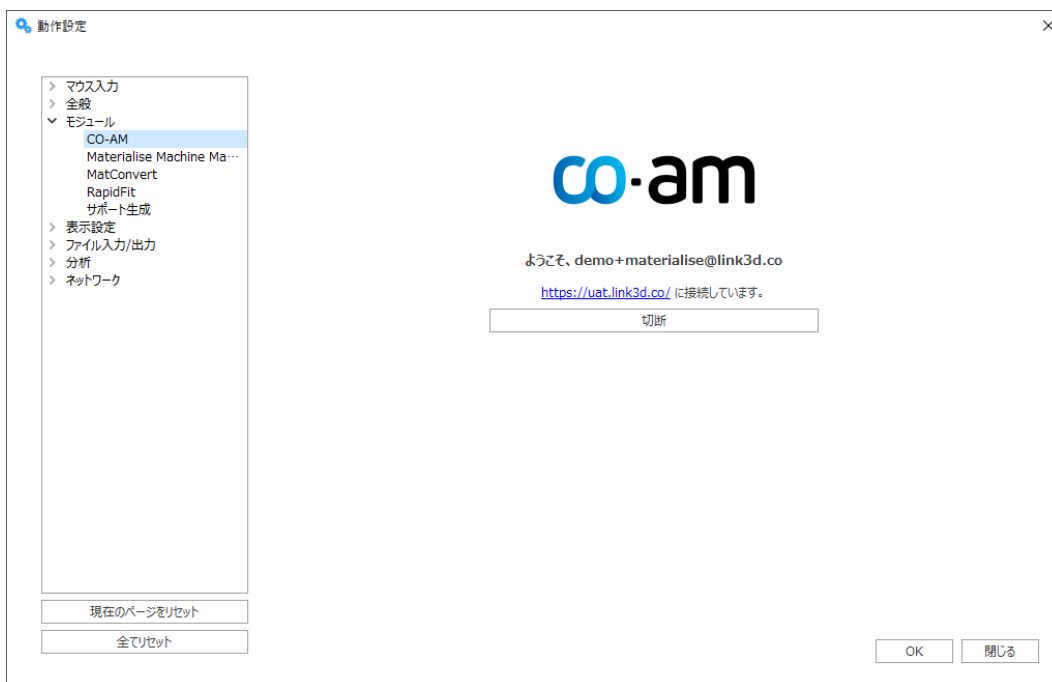 動作設定
マウス入力
全般
モジュール
CO-AM
Materialise Machine Ma…
MatConvert
RapidFit
サポート生成
表示設定
ファイル入力/出力
分析
ネットワーク
現在のページをリセット
全てリセット
co-am
ようこそ、demo+materialise@link3d.co
https://uat.link3d.co/ に接続しています。
切断
OK
閉じる